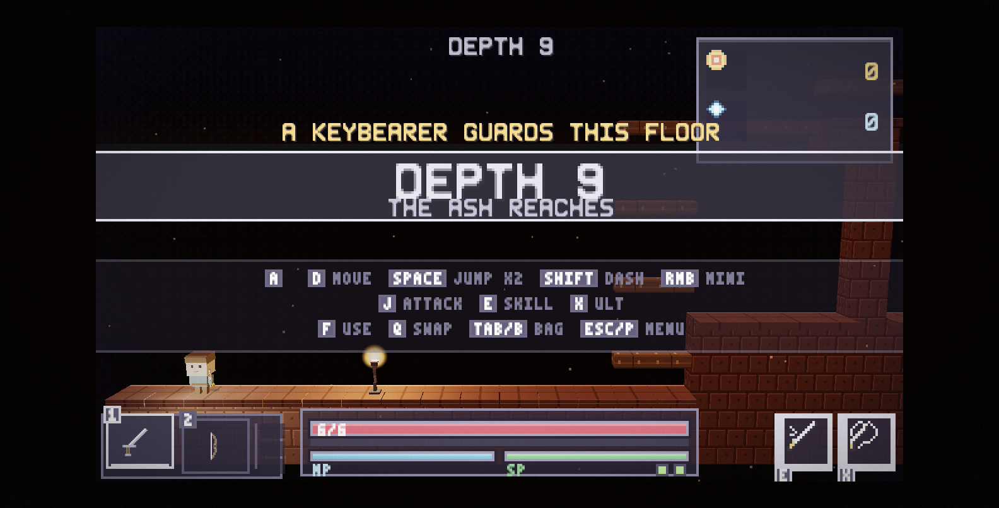 DEPTH 9
0
0
A KEYBEARER GUARDS THIS FLOOR
DEPTH 9
THE ASH REACHES
A D MOVE SPACE JUMP X2 SHIFT DASH RMB MINI
J ATTACK E SKILL X ULT
F USE Q SWAP TAB/B BAG ESC/P MENU
1 2
6/6
MP SP
E X